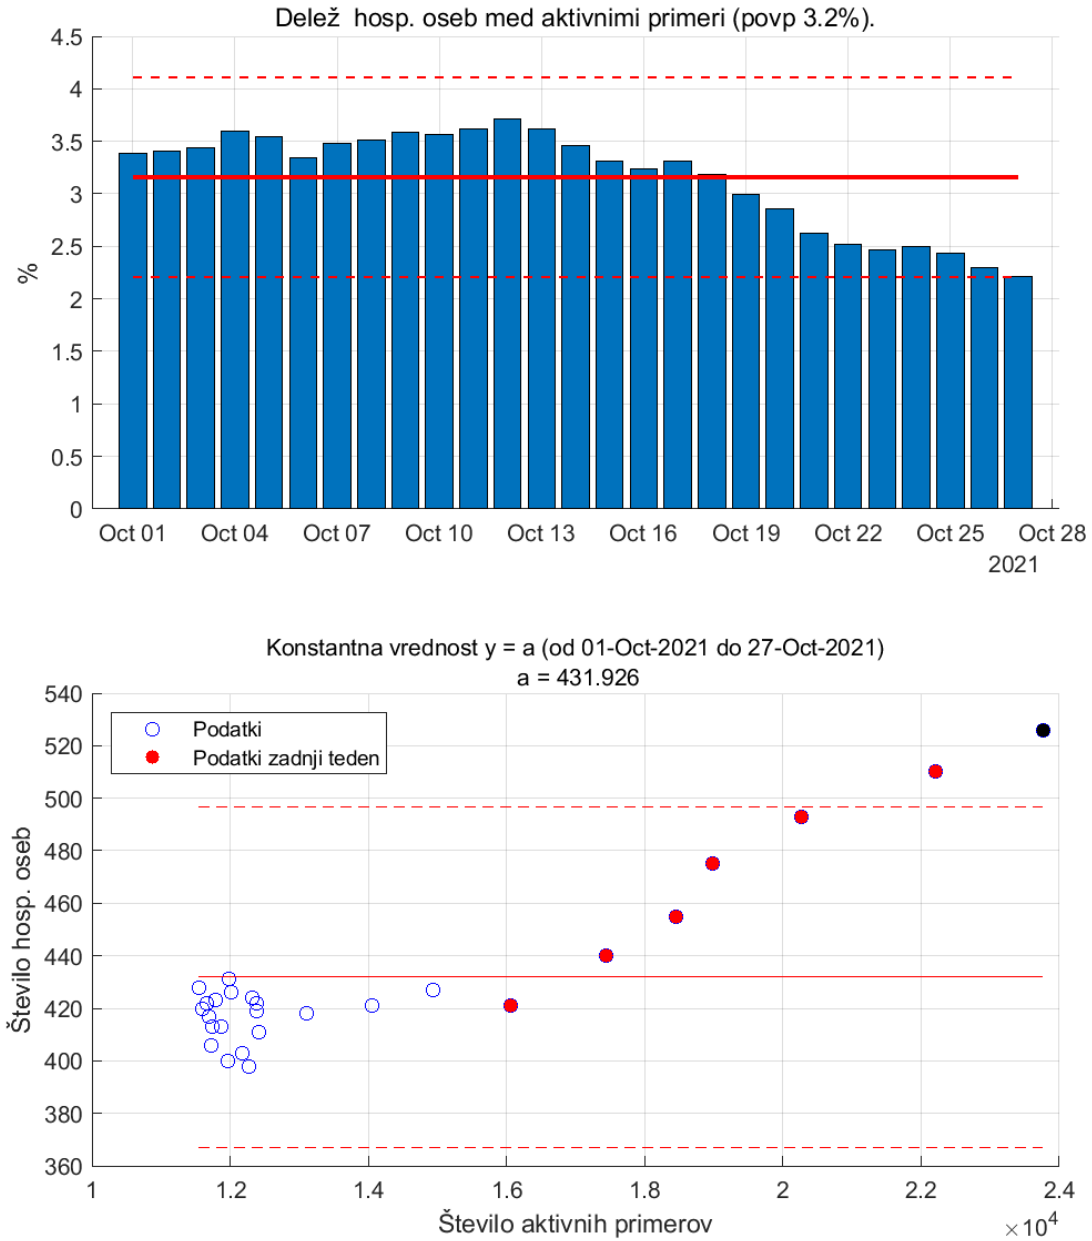 Delež  hosp. oseb med aktivnimi primeri (povp 3.2%).
4.5
4
3.5
3
2.5
2
1.5
1
0.5
0
%
Oct 01 Oct 04 Oct 07 Oct 10 Oct 13 Oct 16 Oct 19 Oct 22 Oct 25 Oct 28
2021
Konstantna vrednost y = a (od 01-Oct-2021 do 27-Oct-2021)
a = 431.926
540
520
500
480
460
440
420
400
380
360
Število hosp. oseb
Podatki
Podatki zadnji teden
1 1.2 1.4 1.6 1.8 2 2.2 2.4
Število aktivnih primerov
×10⁴